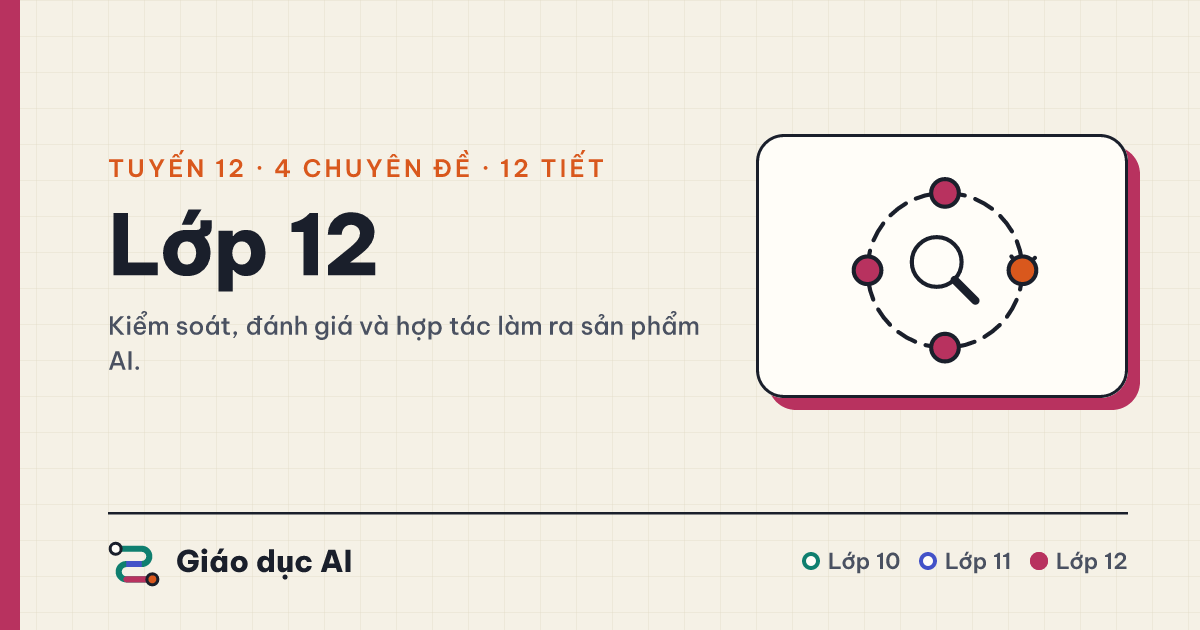 TUYẾN 12 · 4 CHUYÊN ĐỀ · 12 TIẾT
Lớp 12
Kiểm soát, đánh giá và hợp tác làm ra sản phẩm
AI.
Giáo dục AI
Lớp 10
Lớp 11
Lớp 12